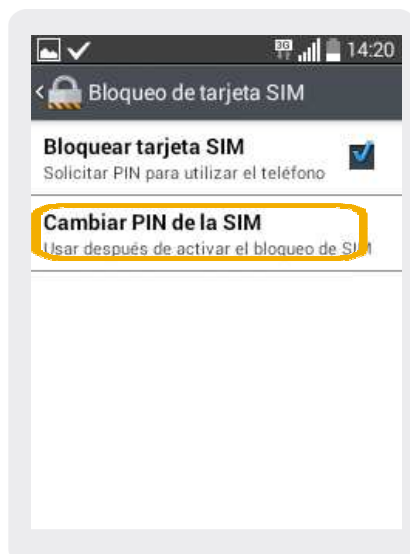 3G 14:20
Bloqueo de tarjeta SIM
Bloquear tarjeta SIM
Solicitar PIN para utilizar el teléfono
Cambiar PIN de la SIM
Usar después de activar el bloqueo de SIM